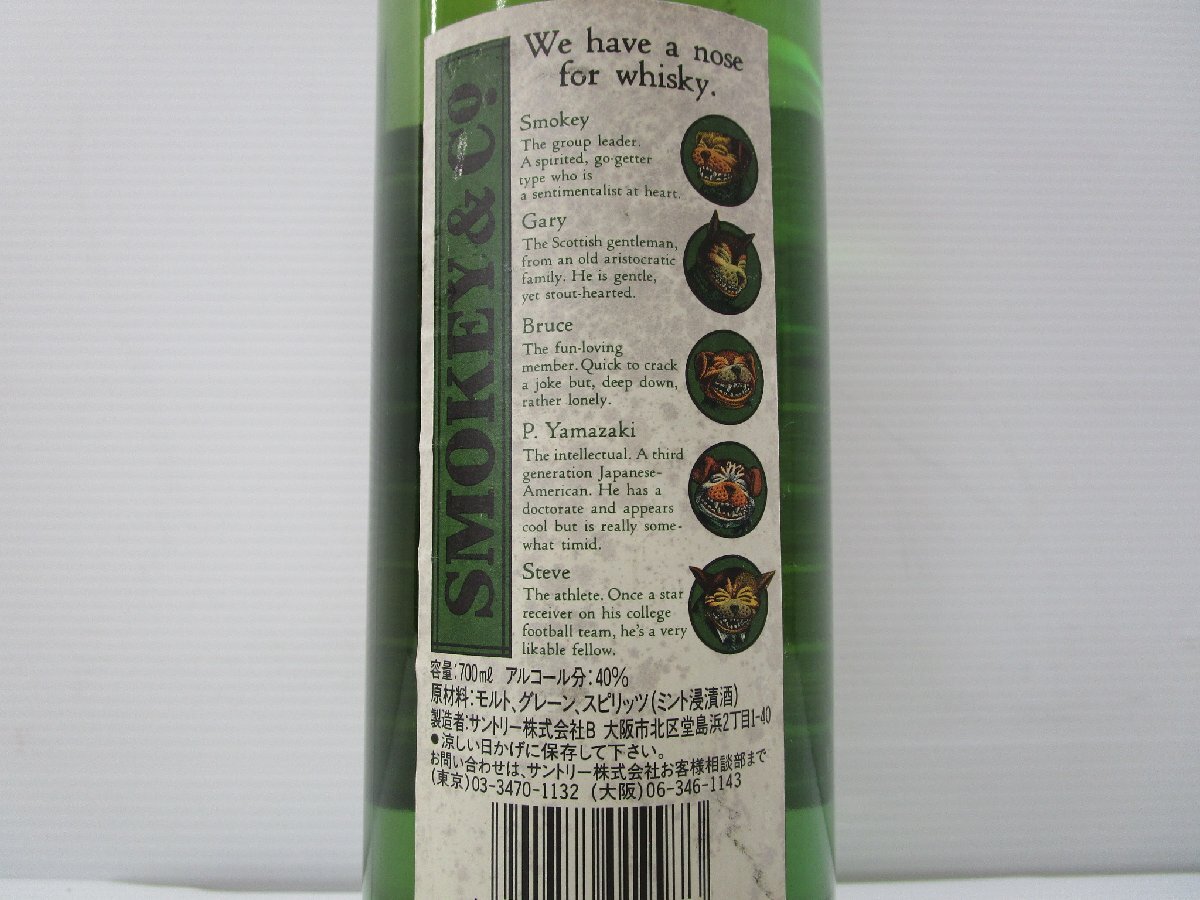 We have a nose
for whisky.
SMOKEY & Co.
Smokey
The group leader.
A spirited, go-getter
type who is
a sentimentalist at heart.
Gary
The Scottish gentleman,
from an old aristocratic
family. He is gentle,
yet stout-hearted.
Bruce
The fun-loving
member. Quick to crack
a joke but, deep down,
rather lonely.
P. Yamazaki
The intellectual. A third
generation Japanese-
American. He has a
doctorate and appears
cool but is really some-
what timid.
Steve
The athlete. Once a star
receiver on his college
football team, he's a very
likable fellow.
容量:700mℓ アルコール分:40%
原材料:モルト、グレーン、スピリッツ(ミント浸漬酒)
製造者:サントリー株式会社B 大阪市北区堂島浜2丁目1-40
●涼しい日かげに保存して下さい。
お問い合わせは、サントリー株式会社お客様相談部まで
(東京)03-3470-1132 (大阪)06-346-1143